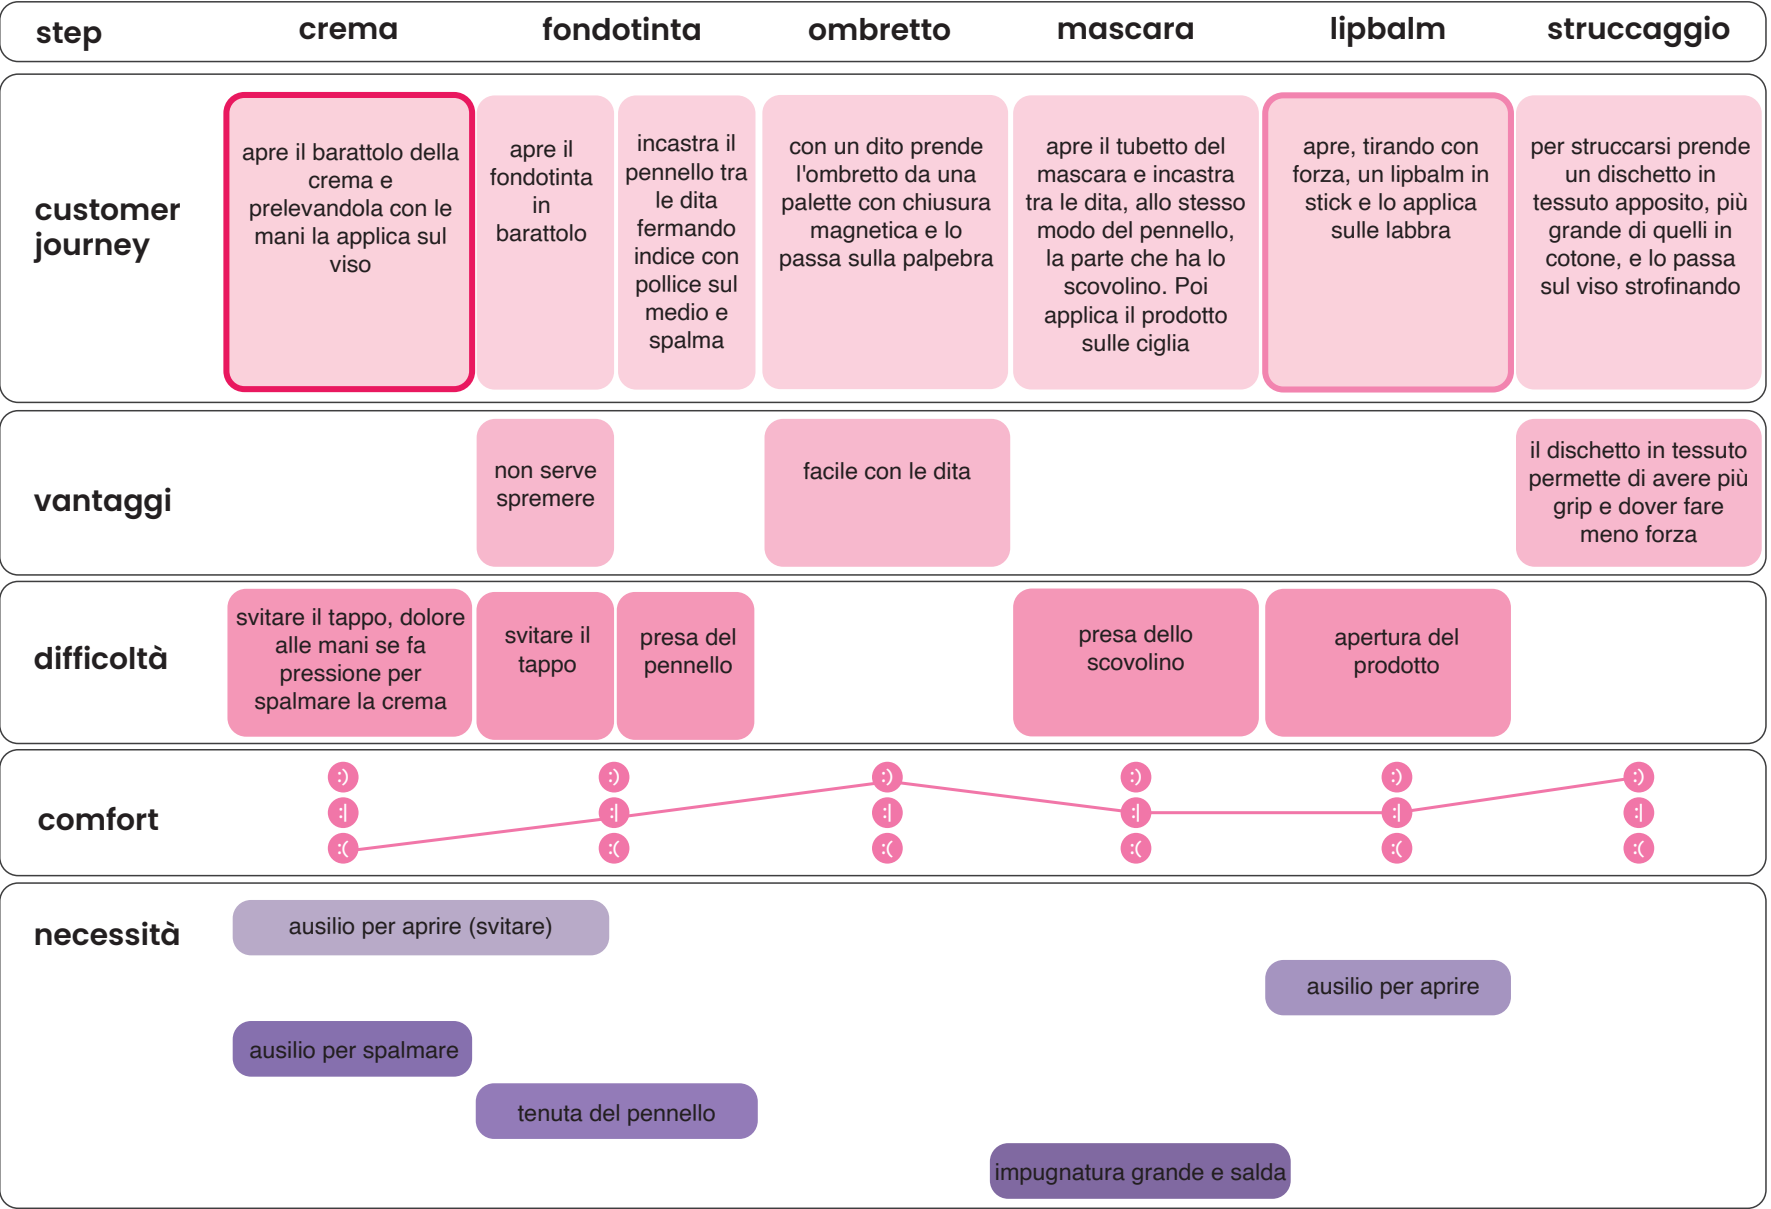 step
crema
fondotinta
ombretto
mascara
lipbalm
struccaggio
customer
journey
apre il barattolo della
crema e
prelevandola con le
mani la applica sul
viso
apre il
fondotinta
in
barattolo
incastra il
pennello tra
le dita
fermando
indice con
pollice sul
medio e
spalma
con un dito prende
l'ombretto da una
palette con chiusura
magnetica e lo
passa sulla palpebra
apre il tubetto del
mascara e incastra
tra le dita, allo stesso
modo del pennello,
la parte che ha lo
scovolino. Poi
applica il prodotto
sulle ciglia
apre, tirando con
forza, un lipbalm in
stick e lo applica
sulle labbra
per struccarsi prende
un dischetto in
tessuto apposito, più
grande di quelli in
cotone, e lo passa
sul viso strofinando
vantaggi
non serve
spremere
facile con le dita
il dischetto in tessuto
permette di avere più
grip e dover fare
meno forza
difficoltà
svitare il tappo, dolore
alle mani se fa
pressione per
spalmare la crema
svitare il
tappo
presa del
pennello
presa dello
scovolino
apertura del
prodotto
comfort
:) :) :) :) :) :)
:| :| :| :| :| :|
:( :( :( :( :( :(
necessità
ausilio per aprire (svitare)
ausilio per aprire
ausilio per spalmare
tenuta del pennello
impugnatura grande e salda